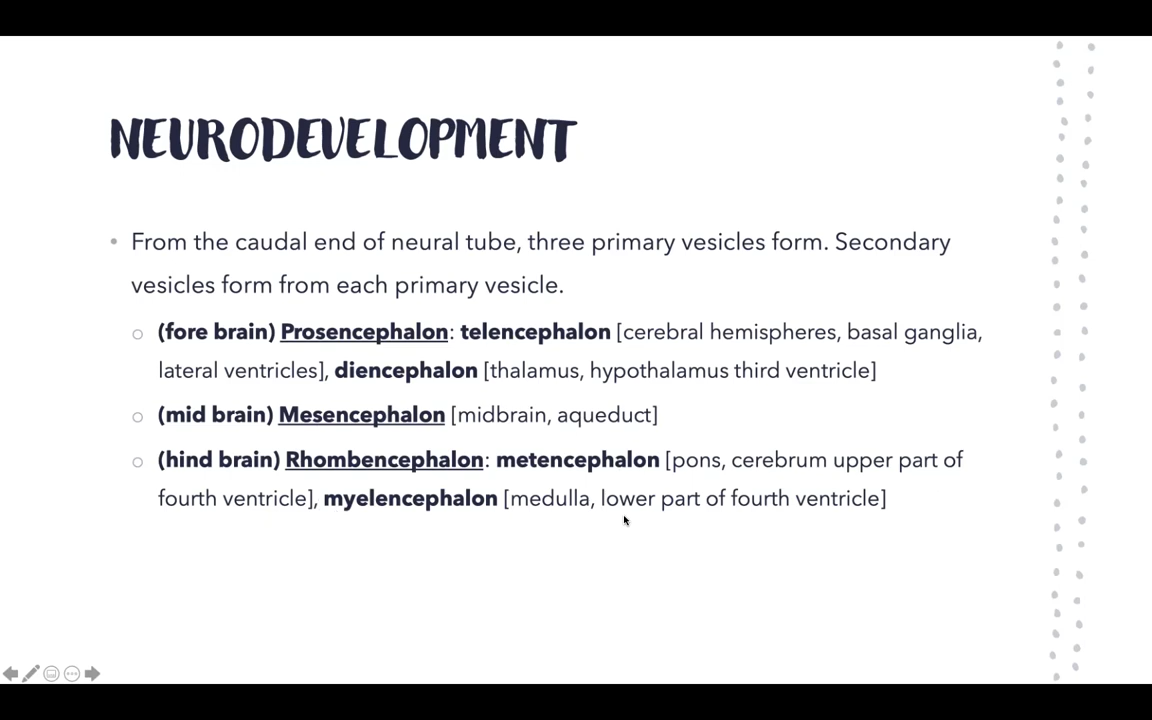 NEURODEVELOPMENT
• From the caudal end of neural tube, three primary vesicles form. Secondary
vesicles form from each primary vesicle.
○ (fore brain) Prosencephalon: telencephalon [cerebral hemispheres, basal ganglia,
lateral ventricles], diencephalon [thalamus, hypothalamus third ventricle]
○ (mid brain) Mesencephalon [midbrain, aqueduct]
○ (hind brain) Rhombencephalon: metencephalon [pons, cerebrum upper part of
fourth ventricle], myelencephalon [medulla, lower part of fourth ventricle]